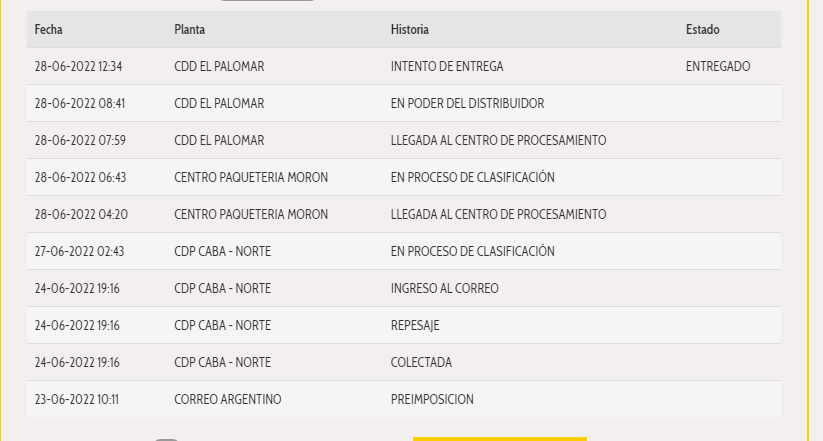 Fecha Planta Historia Estado
28-06-2022 12:34 CDD EL PALOMAR INTENTO DE ENTREGA ENTREGADO
28-06-2022 08:41 CDD EL PALOMAR EN PODER DEL DISTRIBUIDOR
28-06-2022 07:59 CDD EL PALOMAR LLEGADA AL CENTRO DE PROCESAMIENTO
28-06-2022 06:43 CENTRO PAQUETERIA MORON EN PROCESO DE CLASIFICACIÓN
28-06-2022 04:20 CENTRO PAQUETERIA MORON LLEGADA AL CENTRO DE PROCESAMIENTO
27-06-2022 02:43 CDP CABA - NORTE EN PROCESO DE CLASIFICACIÓN
24-06-2022 19:16 CDP CABA - NORTE INGRESO AL CORREO
24-06-2022 19:16 CDP CABA - NORTE REPESAJE
24-06-2022 19:16 CDP CABA - NORTE COLECTADA
23-06-2022 10:11 CORREO ARGENTINO PREIMPOSICION